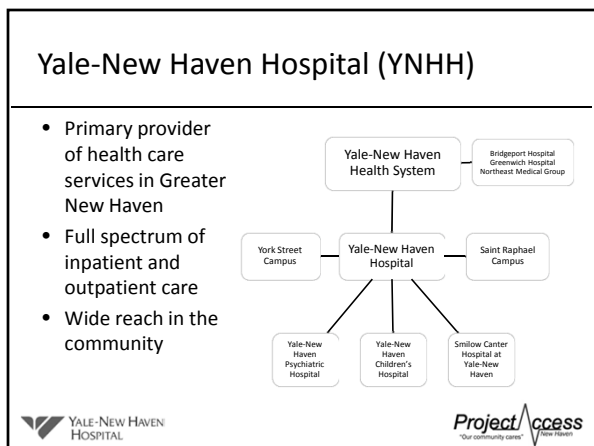 Yale-New Haven Hospital (YNHH)
• Primary provider
of health care
services in Greater
New Haven
• Full spectrum of
inpatient and
outpatient care
• Wide reach in the
community
Yale-New Haven
Health System
Bridgeport Hospital
Greenwich Hospital
Northeast Medical Group
York Street
Campus
Yale-New Haven
Hospital
Saint Raphael
Campus
Yale-New
Haven
Psychiatric
Hospital
Yale-New
Haven
Children's
Hospital
Smilow Canter
Hospital at
Yale-New
Haven
YALE-NEW HAVEN
HOSPITAL
Project Access
"Our community cares" New Haven